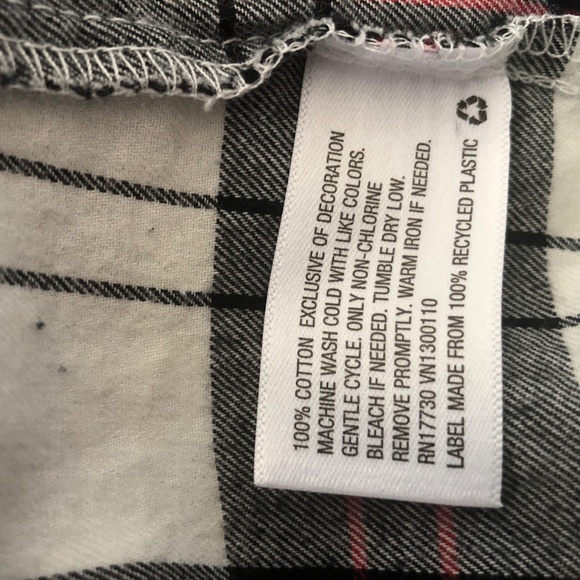 100% COTTON EXCLUSIVE OF DECORATION
MACHINE WASH COLD WITH LIKE COLORS.
GENTLE CYCLE. ONLY NON-CHLORINE
BLEACH IF NEEDED. TUMBLE DRY LOW.
REMOVE PROMPTLY. WARM IRON IF NEEDED.
RN17730 VN1300110
LABEL MADE FROM 100% RECYCLED PLASTIC